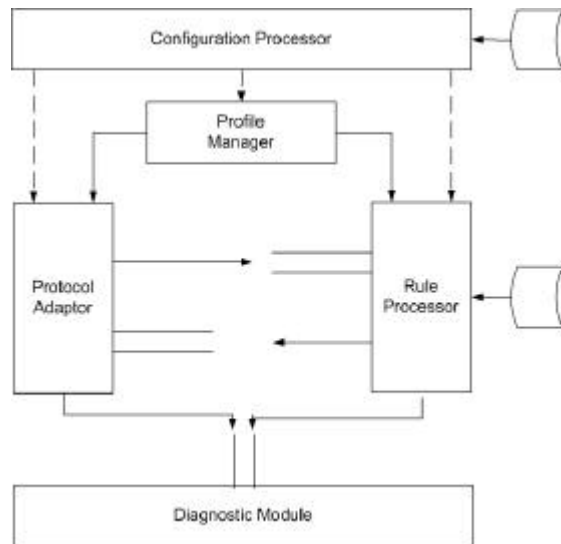 Configuration Processor
Profile
Manager
Protocol
Adaptor
Rule
Processor
Diagnostic Module